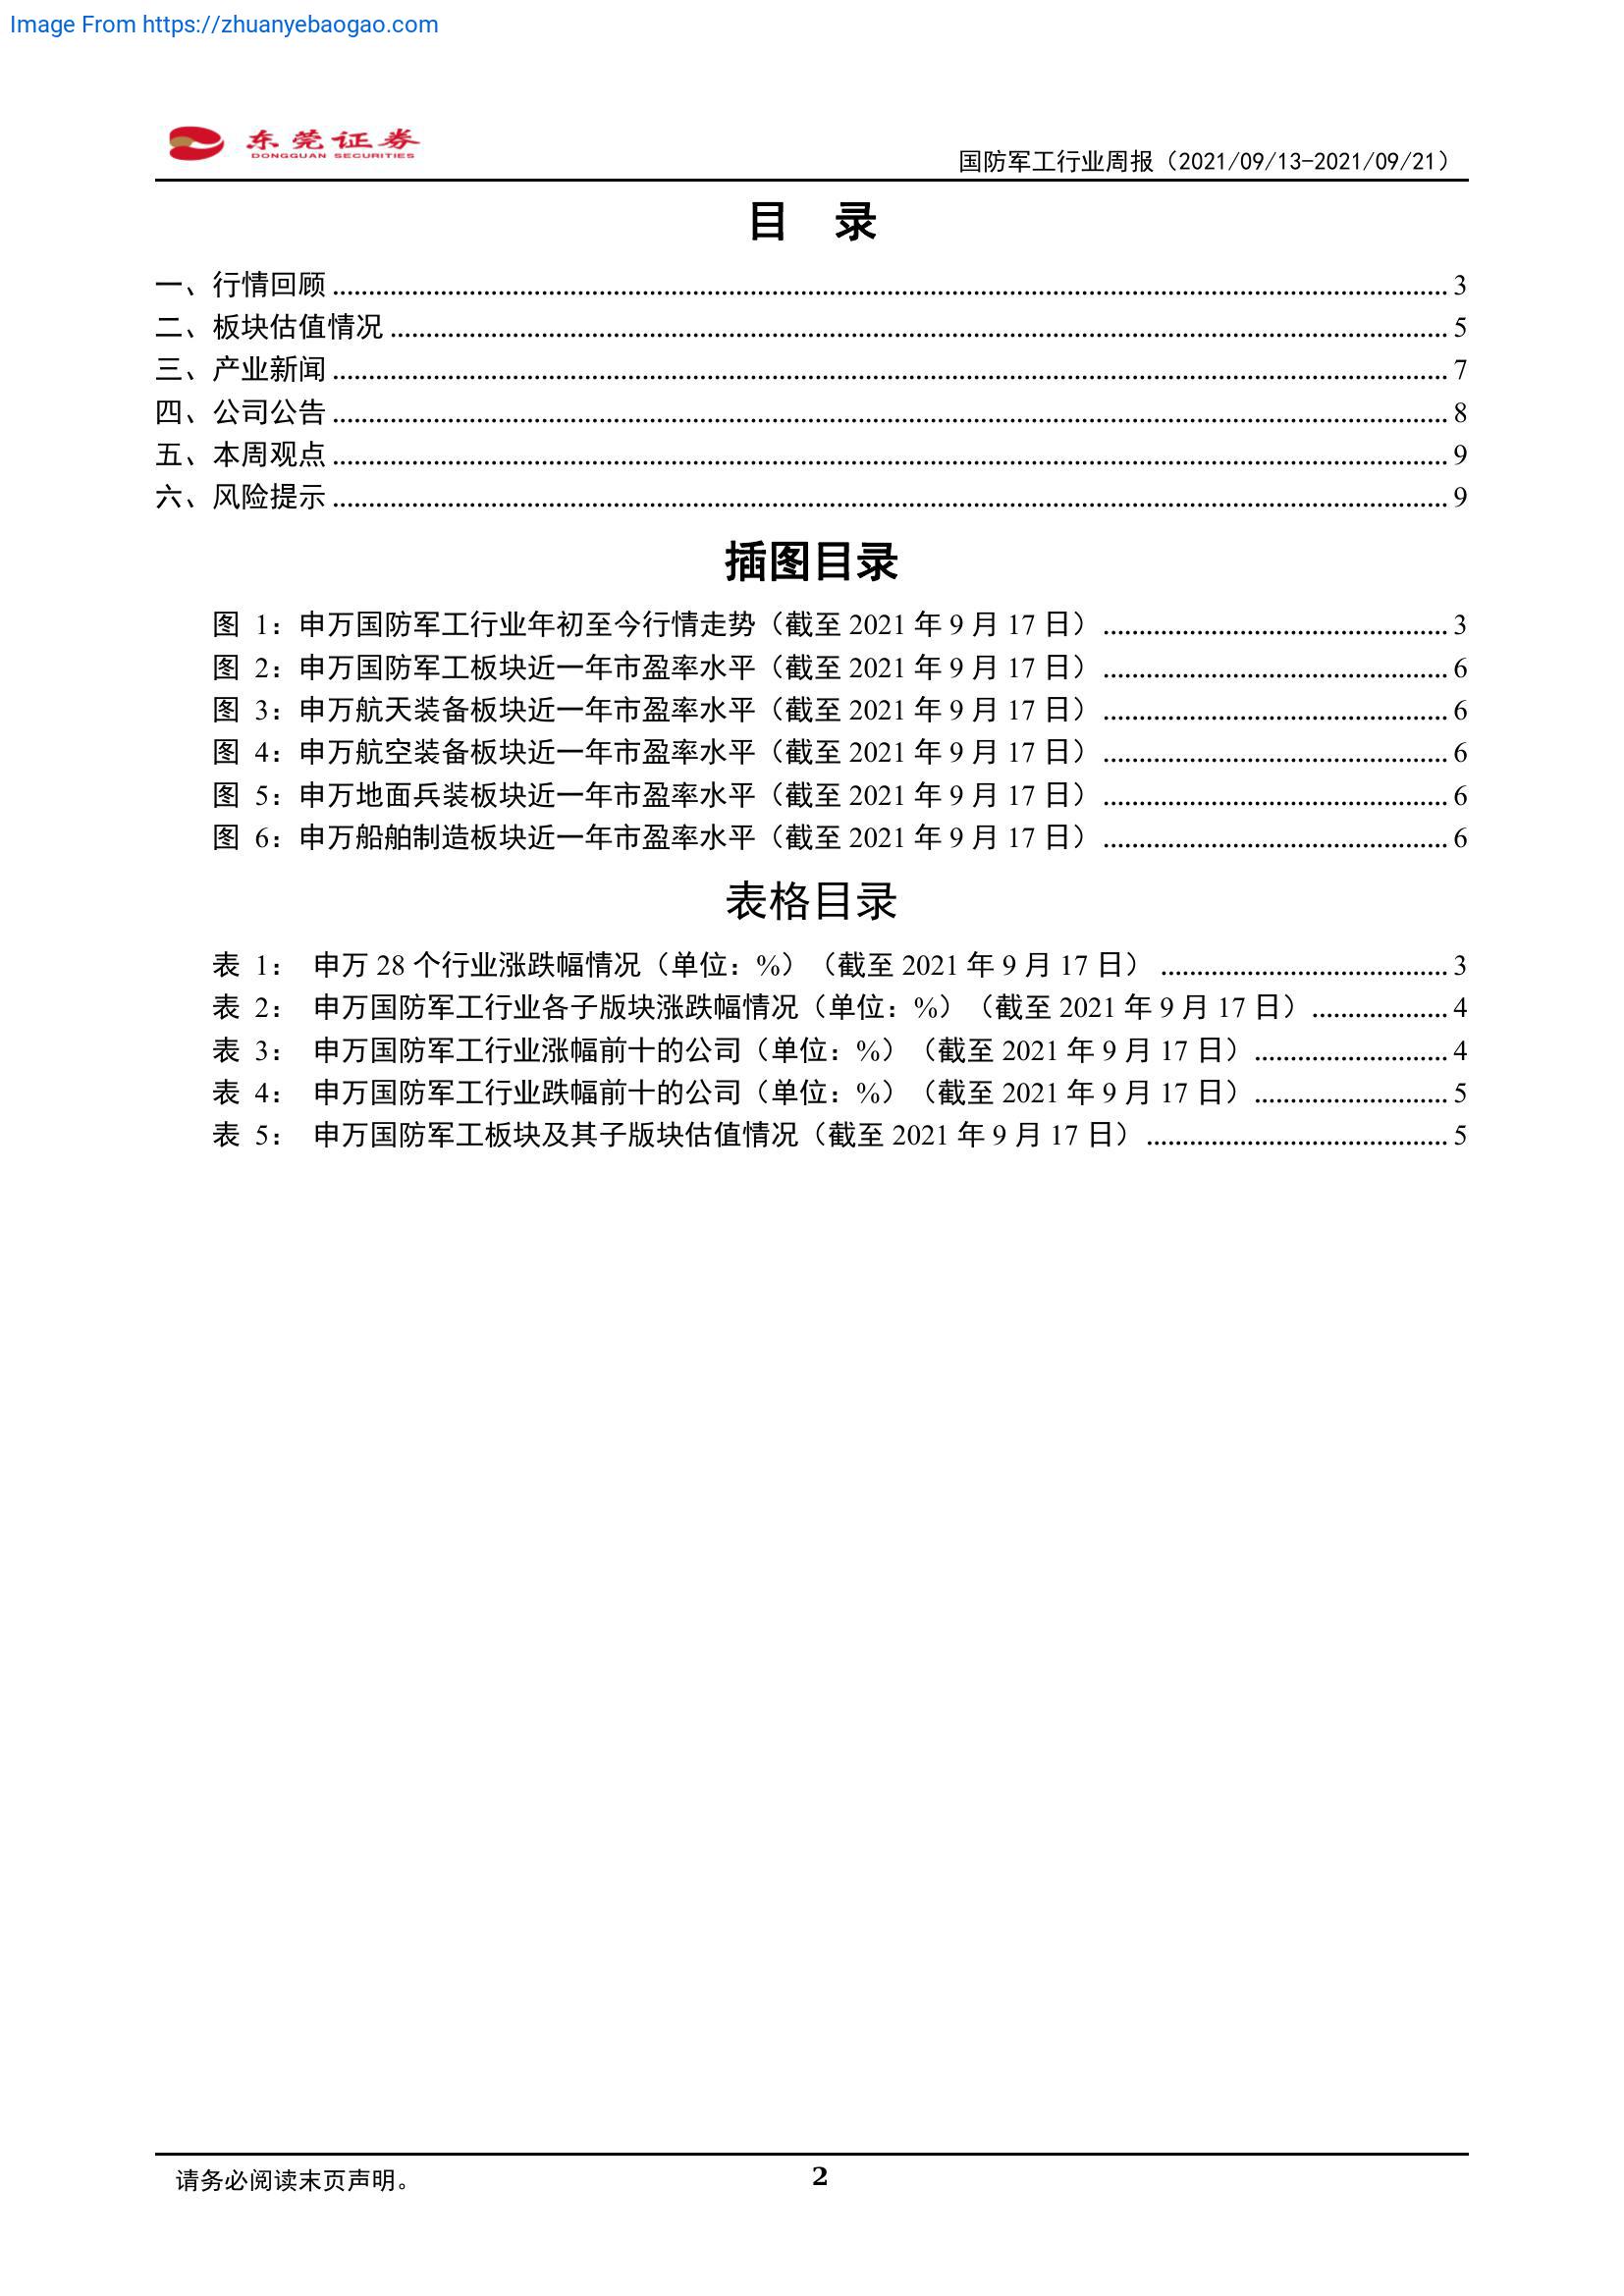 Image From https://zhuanyebaogao.com
东莞证券
DONGGUAN SECURITIES
国防军工行业周报（2021/09/13-2021/09/21）
目 录
一、行情回顾 3
二、板块估值情况 5
三、产业新闻 7
四、公司公告 8
五、本周观点 9
六、风险提示 9
插图目录
图 1：申万国防军工行业年初至今行情走势（截至 2021 年 9 月 17 日） 3
图 2：申万国防军工板块近一年市盈率水平（截至 2021 年 9 月 17 日） 6
图 3：申万航天装备板块近一年市盈率水平（截至 2021 年 9 月 17 日） 6
图 4：申万航空装备板块近一年市盈率水平（截至 2021 年 9 月 17 日） 6
图 5：申万地面兵装板块近一年市盈率水平（截至 2021 年 9 月 17 日） 6
图 6：申万船舶制造板块近一年市盈率水平（截至 2021 年 9 月 17 日） 6
表格目录
表 1： 申万 28 个行业涨跌幅情况（单位：%）（截至 2021 年 9 月 17 日） 3
表 2： 申万国防军工行业各子版块涨跌幅情况（单位：%）（截至 2021 年 9 月 17 日） 4
表 3： 申万国防军工行业涨幅前十的公司（单位：%）（截至 2021 年 9 月 17 日） 4
表 4： 申万国防军工行业跌幅前十的公司（单位：%）（截至 2021 年 9 月 17 日） 5
表 5： 申万国防军工板块及其子版块估值情况（截至 2021 年 9 月 17 日） 5
请务必阅读末页声明。
2